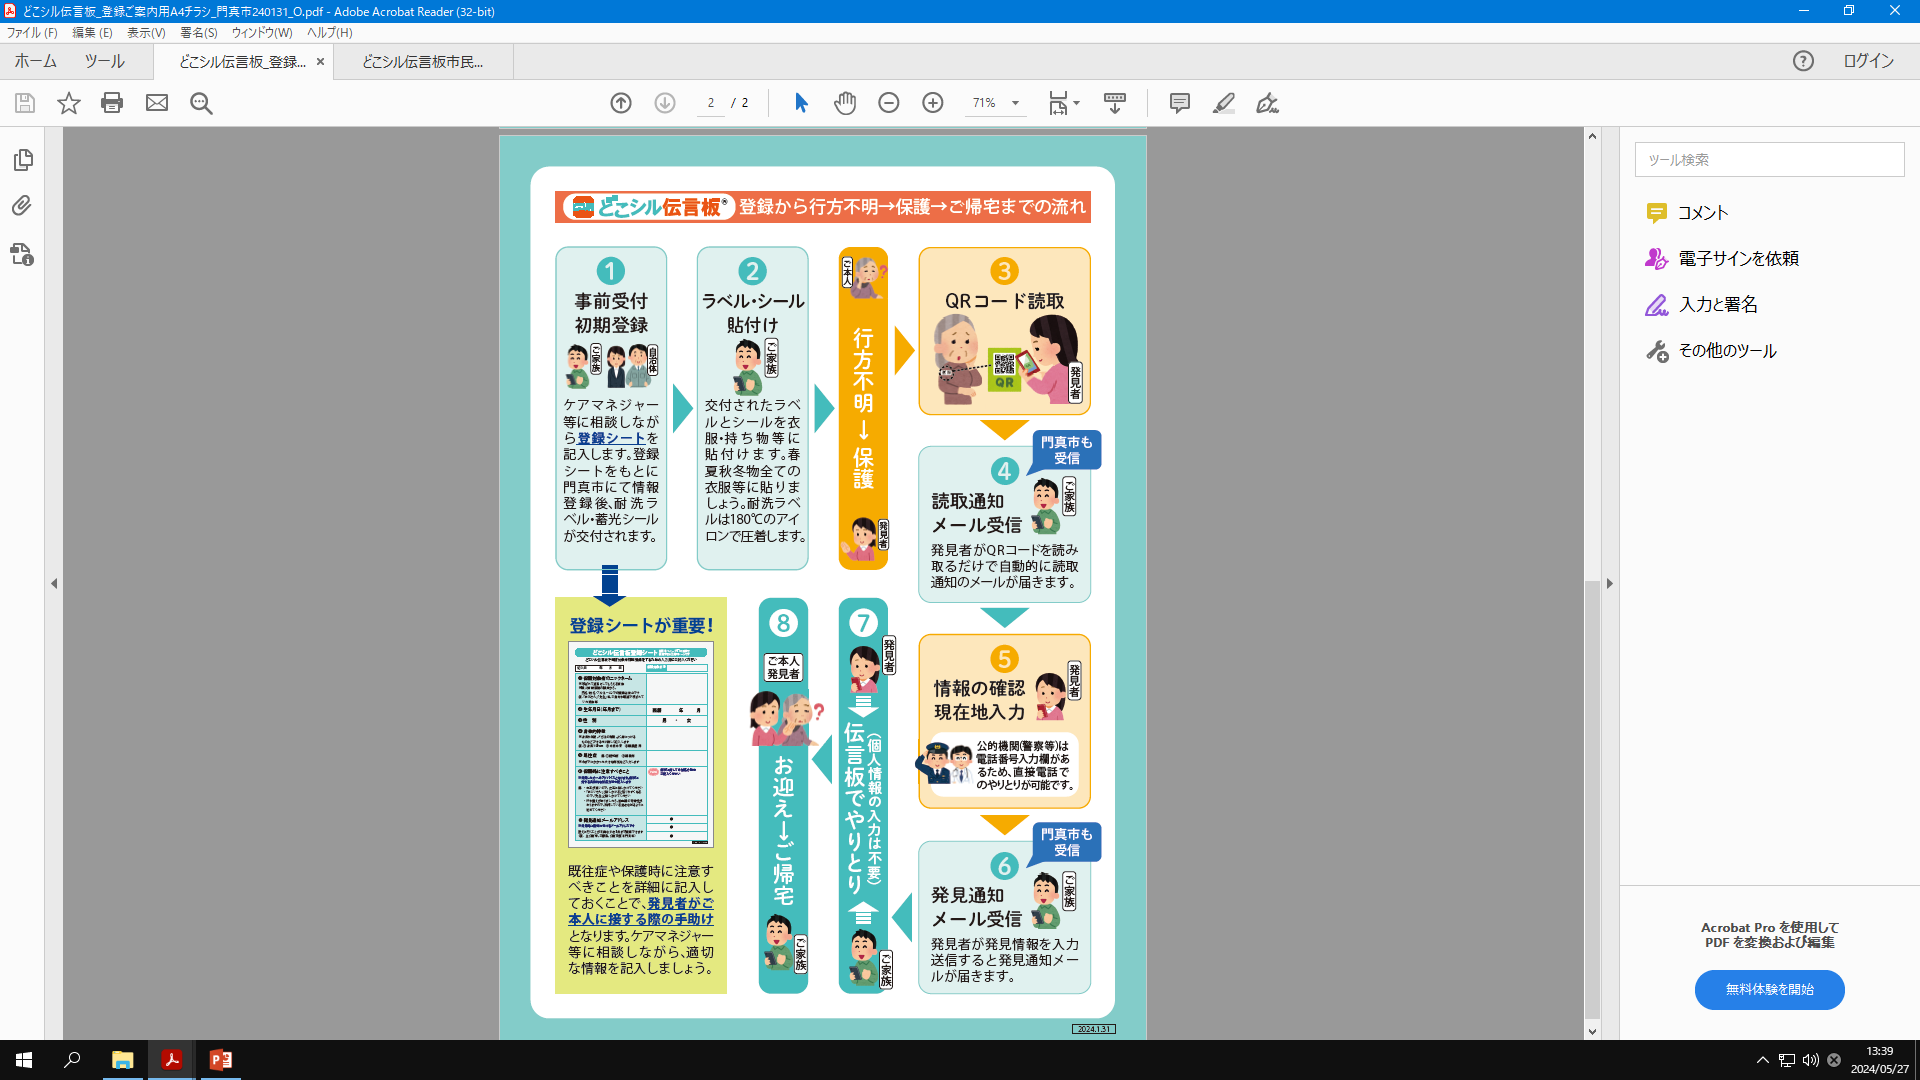 どこシル伝言板_登録ご案内用A4チラシ_門真市240131_O.pdf - Adobe Acrobat Reader (32-bit)
ファイル (F) 編集 (E) 表示(V) 署名(S) ウィンドウ(W) ヘルプ(H)
ホーム ツール どこシル伝言板_登録... × どこシル伝言板市民... ログイン
2 / 2 71%
どこシル伝言板® 登録から行方不明→保護→ご帰宅までの流れ
1
事前受付
初期登録
ご家族
自治体
ケアマネジャー
等に相談しなが
ら登録シートを
記入します。登録
シートをもとに
門真市にて情報
登録後、耐洗ラ
ベル・蓄光シール
が交付されます。
2
ラベル・シール
貼付け
ご家族
交付されたラベ
ルとシールを衣
服・持ち物等に
貼付けます。春
夏秋冬物全ての
衣服等に貼りま
しょう。耐洗ラベ
ルは180℃のアイ
ロンで圧着します。
ご本人
行方不明→保護
発見者
3
QRコード読取
QR
発見者
門真市も
受信
4
読取通知
メール受信
ご家族
発見者がQRコードを読み
取るだけで自動的に読取
通知のメールが届きます。
5
情報の確認
現在地入力
発見者
公的機関(警察等)は
電話番号入力欄があ
るため、直接電話で
のやりとりが可能です。
門真市も
受信
6
発見通知
メール受信
ご家族
発見者が発見情報を入力
送信すると発見通知メー
ルが届きます。
7
発見者
伝言板でやりとり
(個人情報の入力は不要)
ご家族
8
ご本人
発見者
お迎え→ご帰宅
ご家族
登録シートが重要!
どこシル伝言板登録シート
既往症や保護時に注意す
べきことを詳細に記入し
ておくことで、発見者がご
本人に接する際の手助け
となります。ケアマネジャー
等に相談しながら、適切
な情報を記入しましょう。
2024.1.31
ツール検索
コメント
電子サインを依頼
入力と署名
その他のツール
Acrobat Pro を使用して
PDF を変換および編集
無料体験を開始
13:39
2024/05/27